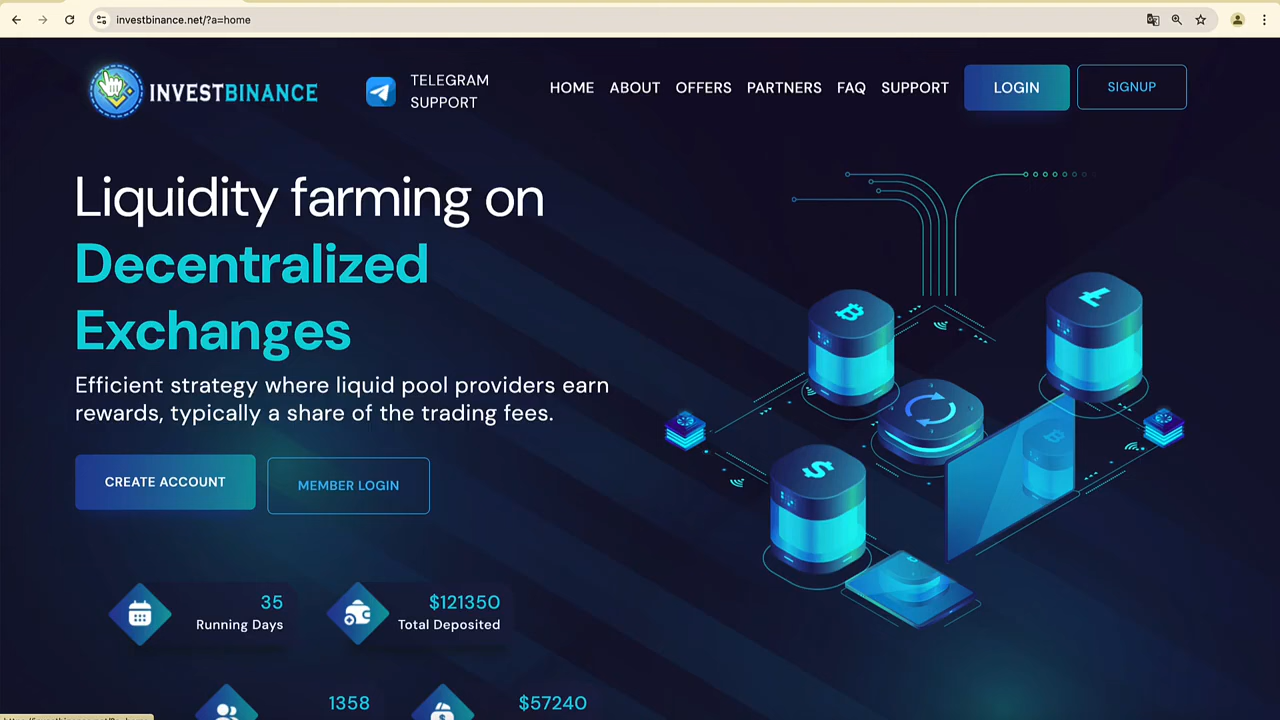 investbinance.net/?a=home
INVESTBINANCE
TELEGRAM
SUPPORT
HOME
ABOUT
OFFERS
PARTNERS
FAQ
SUPPORT
LOGIN
SIGNUP
Liquidity farming on
Decentralized
Exchanges
Efficient strategy where liquid pool providers earn
rewards, typically a share of the trading fees.
CREATE ACCOUNT
MEMBER LOGIN
35
Running Days
$121350
Total Deposited
1358
$57240